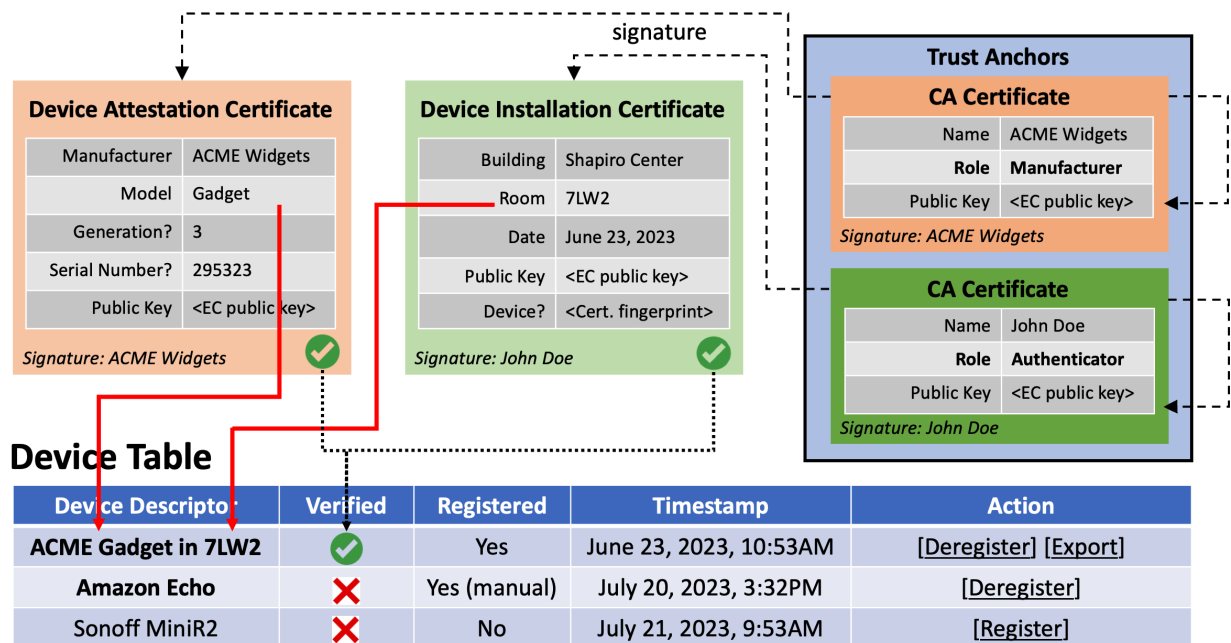 signature
Device Attestation Certificate
Manufacturer ACME Widgets
Model Gadget
Generation? 3
Serial Number? 295323
Public Key <EC public key>
Signature: ACME Widgets
Device Installation Certificate
Building Shapiro Center
Room 7LW2
Date June 23, 2023
Public Key <EC public key>
Device? <Cert. fingerprint>
Signature: John Doe
Trust Anchors
CA Certificate
Name ACME Widgets
Role Manufacturer
Public Key <EC public key>
Signature: ACME Widgets
CA Certificate
Name John Doe
Role Authenticator
Public Key <EC public key>
Signature: John Doe
Device Table
Device Descriptor Verified Registered Timestamp Action
ACME Gadget in 7LW2 Yes June 23, 2023, 10:53AM [Deregister] [Export]
Amazon Echo Yes (manual) July 20, 2023, 3:32PM [Deregister]
Sonoff MiniR2 No July 21, 2023, 9:53AM [Register]